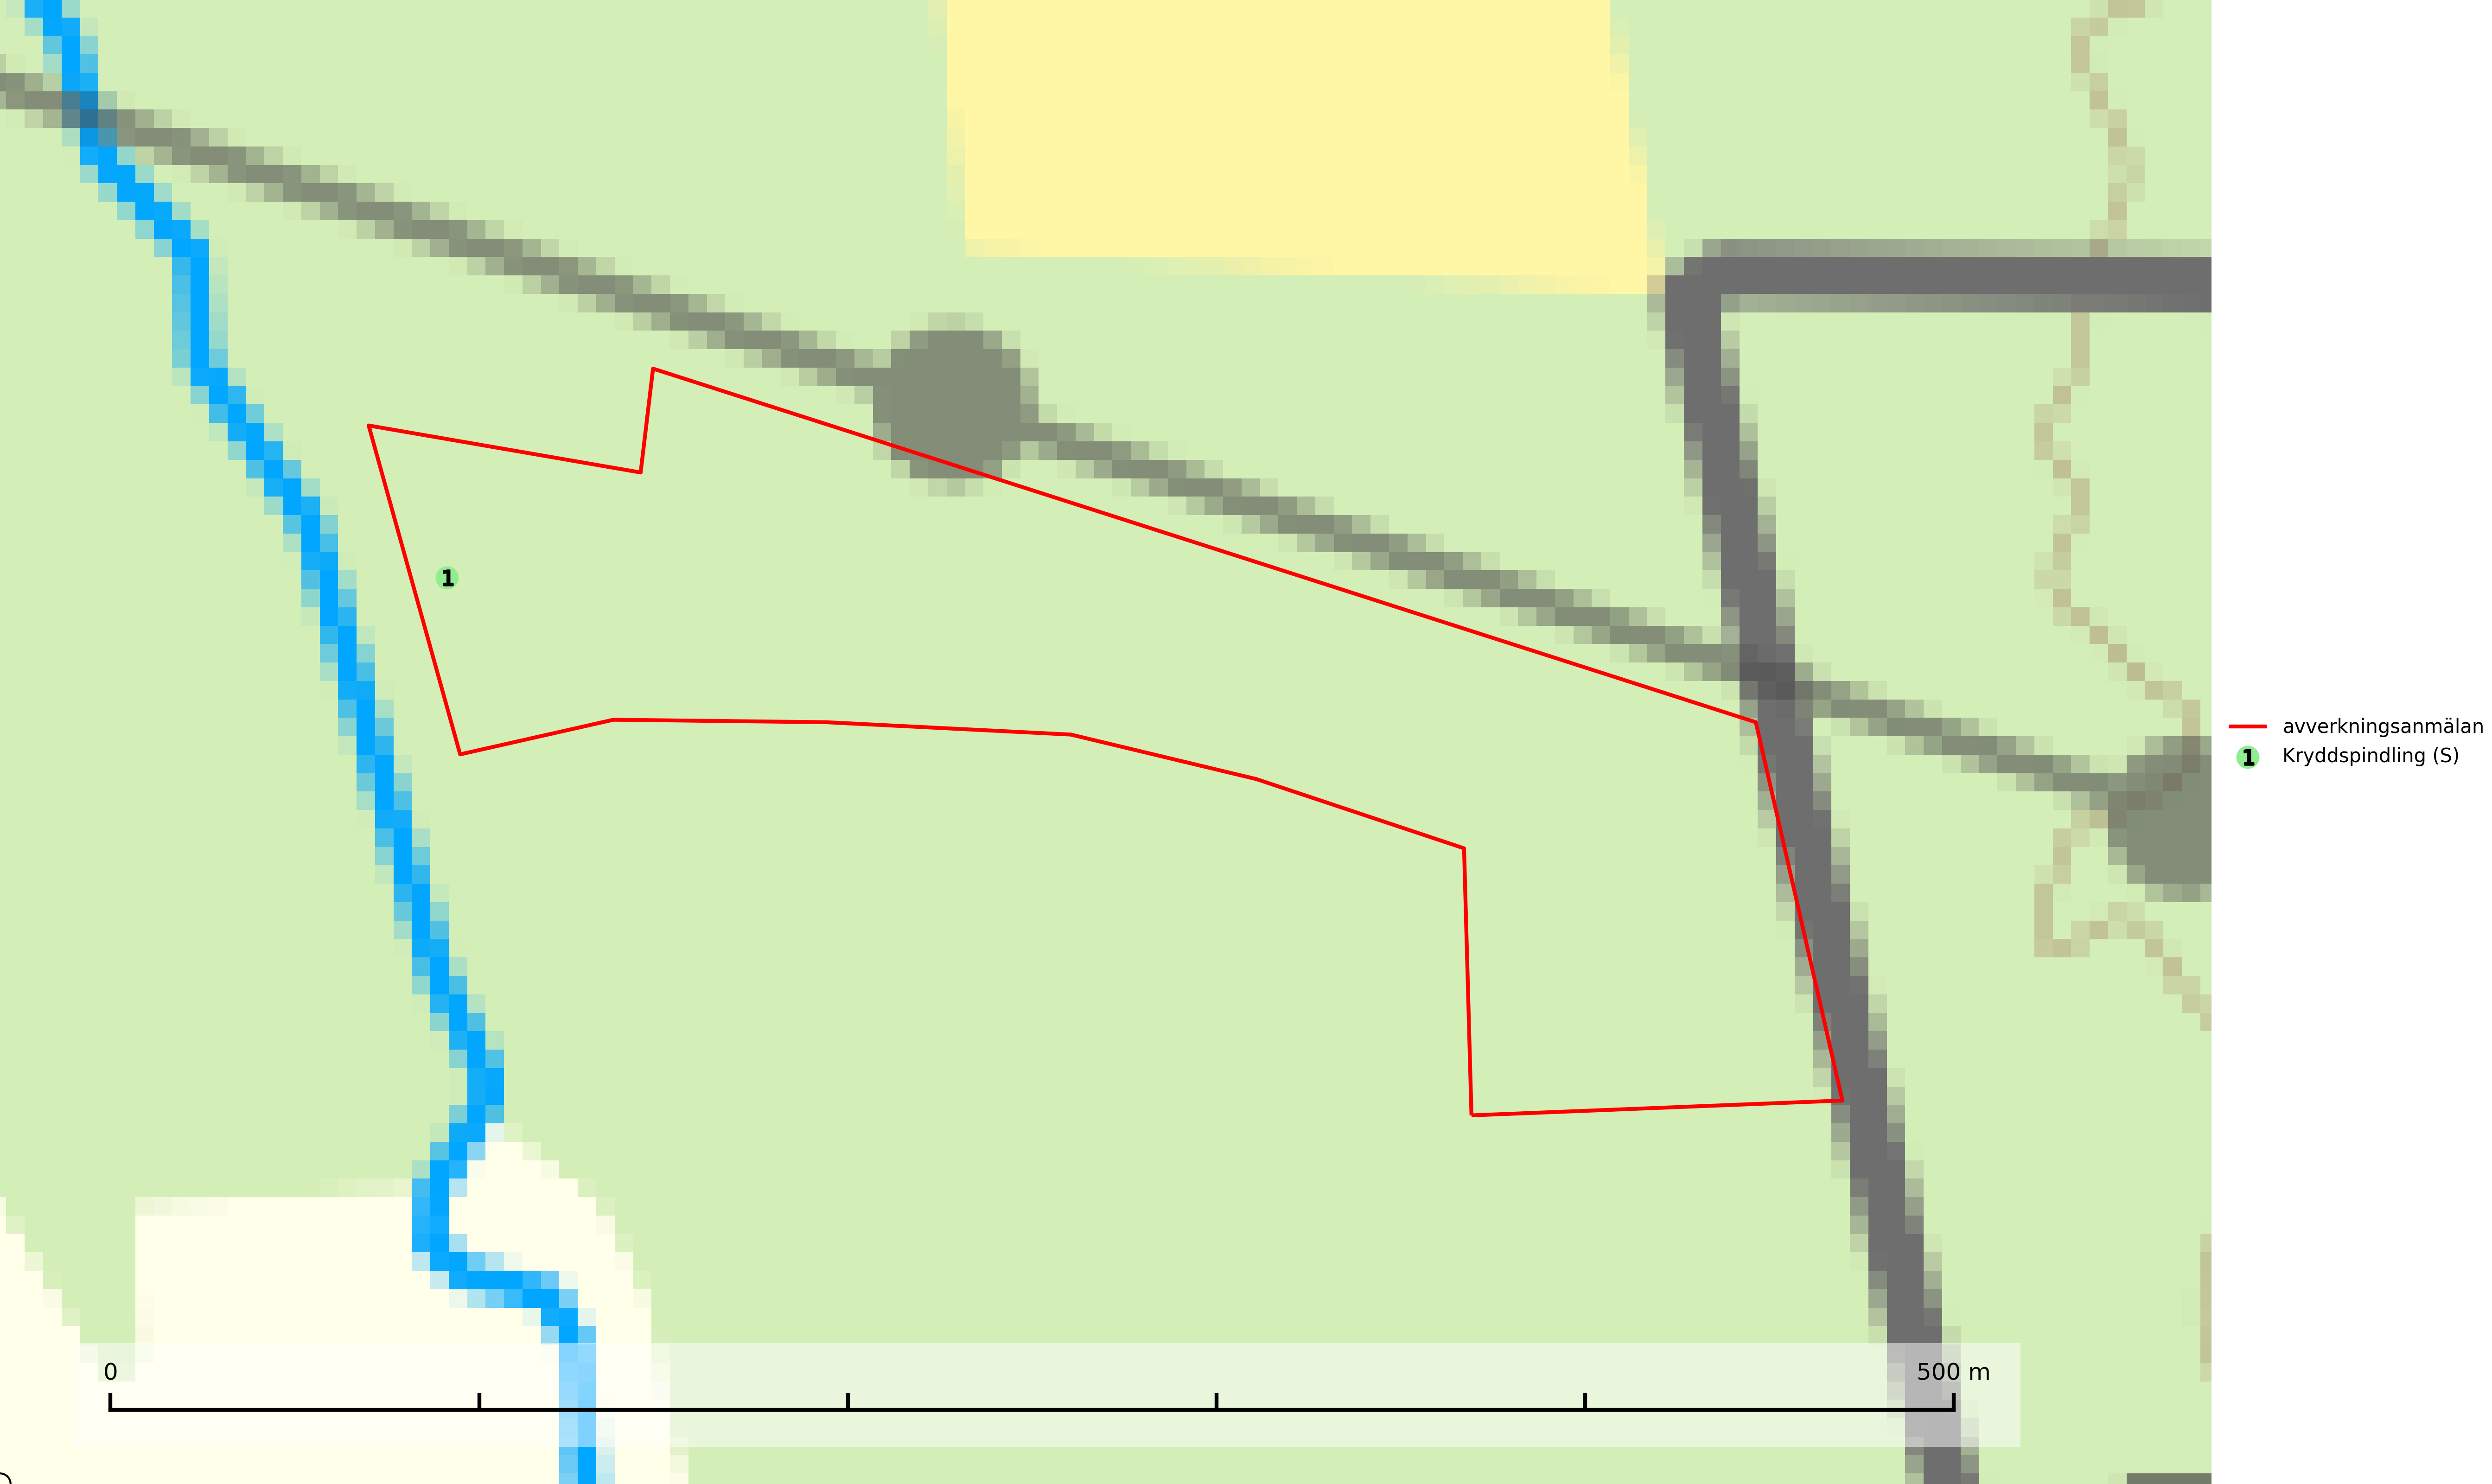 1
avverkningsanmälan
1 Kryddspindling (S)
0 500 m